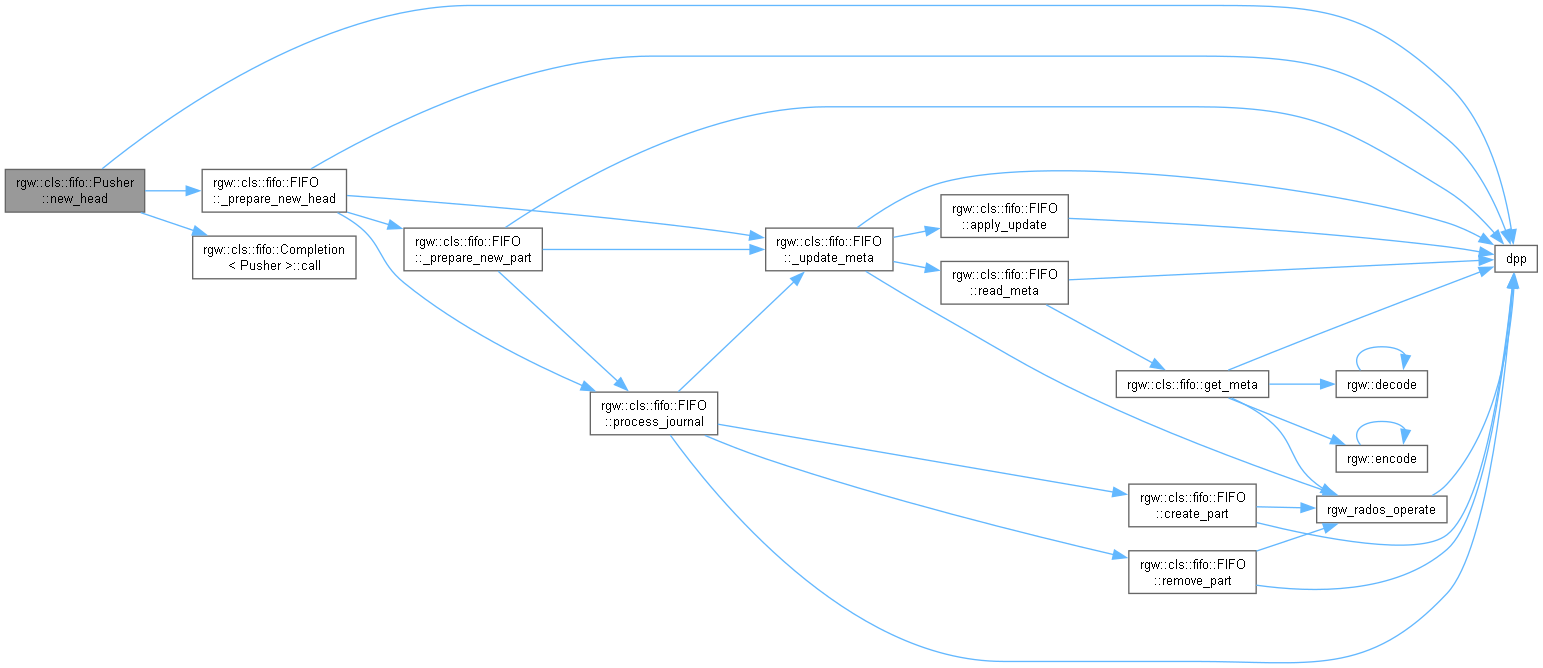 rgw::cls::fifo::Pusher
::new_head
rgw::cls::fifo::FIFO
::_prepare_new_head
rgw::cls::fifo::Completion
< Pusher >::call
rgw::cls::fifo::FIFO
::_prepare_new_part
rgw::cls::fifo::FIFO
::_update_meta
rgw::cls::fifo::FIFO
::apply_update
rgw::cls::fifo::FIFO
::read_meta
dpp
rgw::cls::fifo::get_meta
rgw::decode
rgw::encode
rgw::cls::fifo::FIFO
::process_journal
rgw::cls::fifo::FIFO
::create_part
rgw_rados_operate
rgw::cls::fifo::FIFO
::remove_part